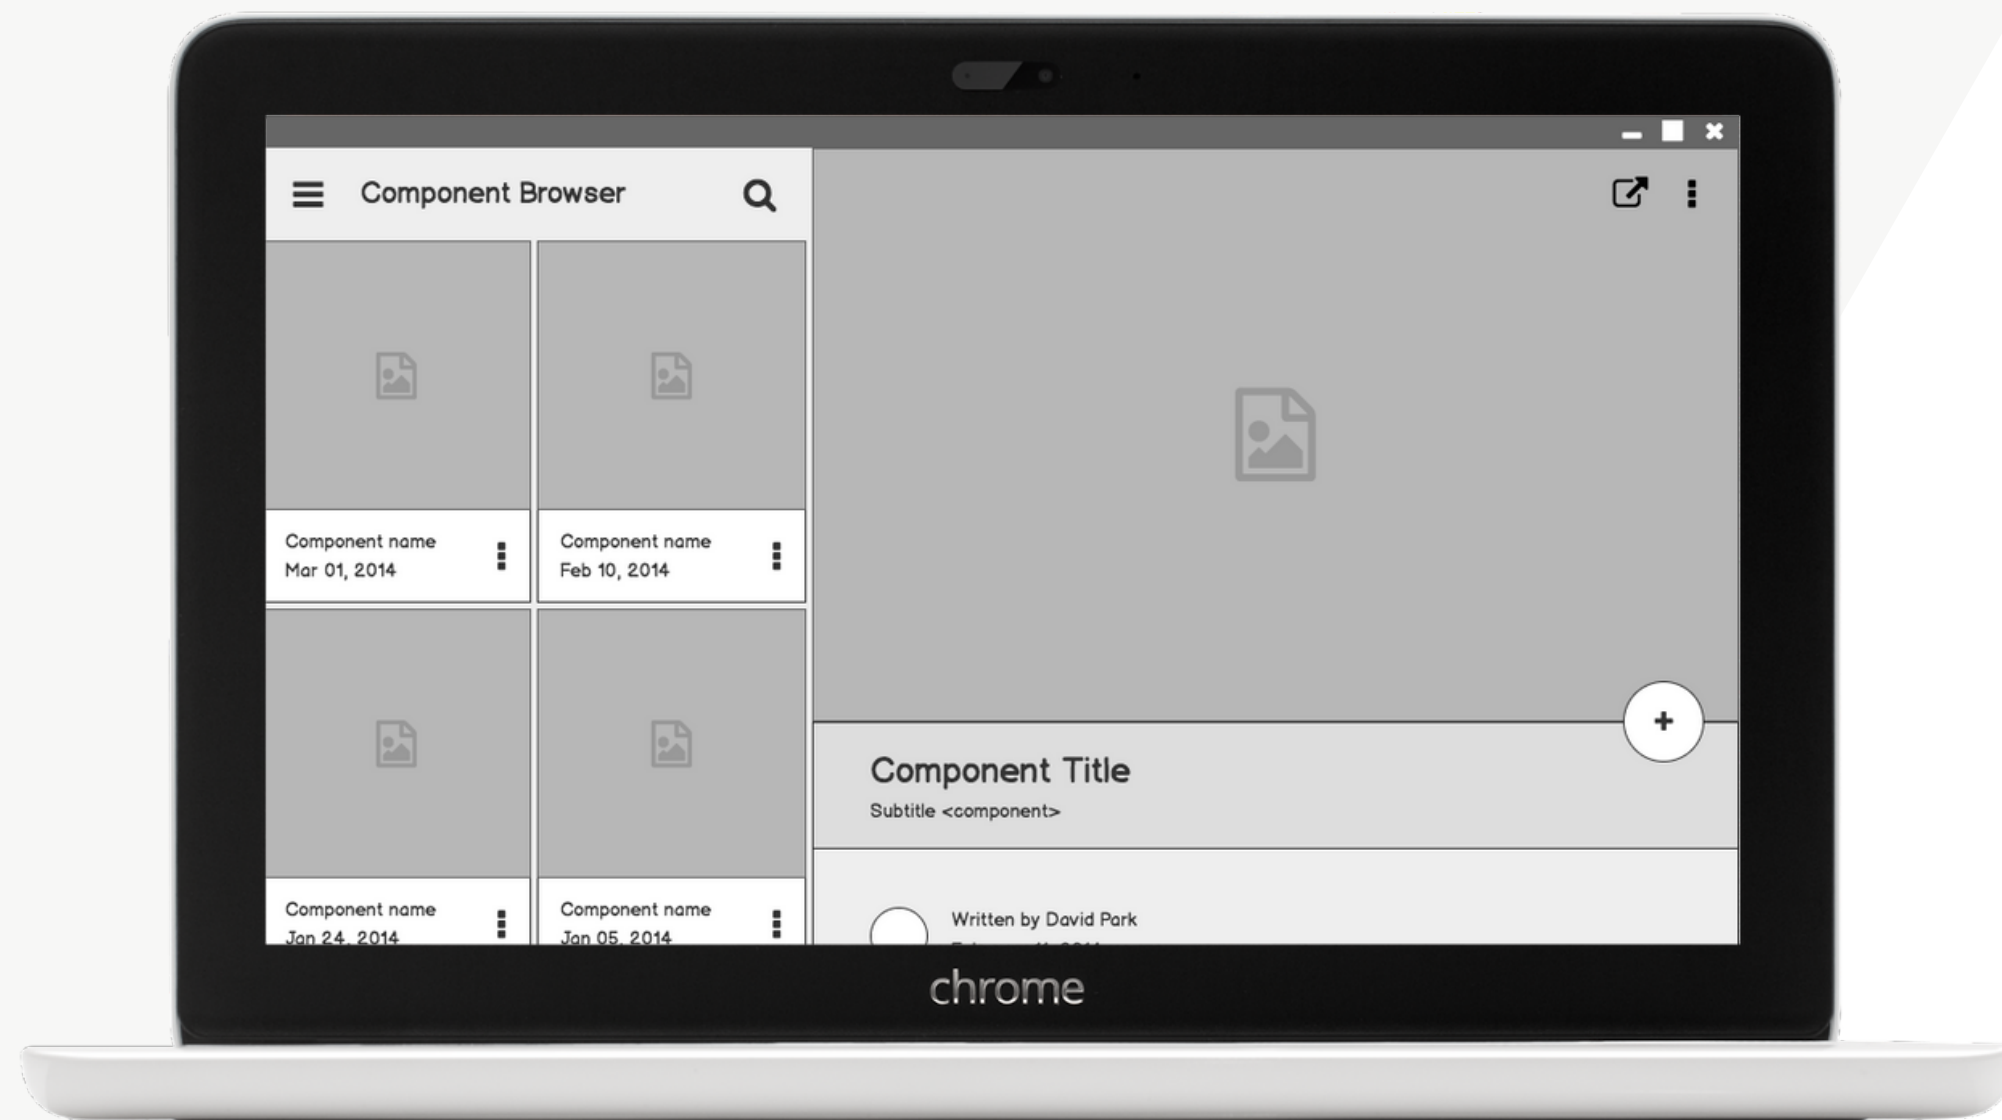 Component Browser
Component name
Mar 01, 2014
Component name
Feb 10, 2014
Component name
Jan 24, 2014
Component name
Jan 05, 2014
Component Title
Subtitle <component>
Written by David Park
chrome